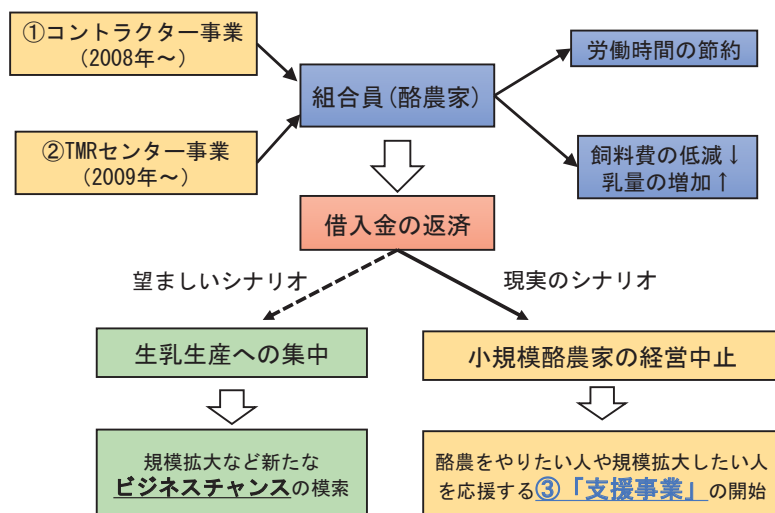 ①コントラクター事業
(2008年～)
組合員(酪農家)
労働時間の節約
②TMRセンター事業
(2009年～)
飼料費の低減↓
乳量の増加↑
借入金の返済
望ましいシナリオ
現実のシナリオ
生乳生産への集中
小規模酪農家の経営中止
規模拡大など新たな
ビジネスチャンスの模索
酪農をやりたい人や規模拡大したい人
を応援する③「支援事業」の開始